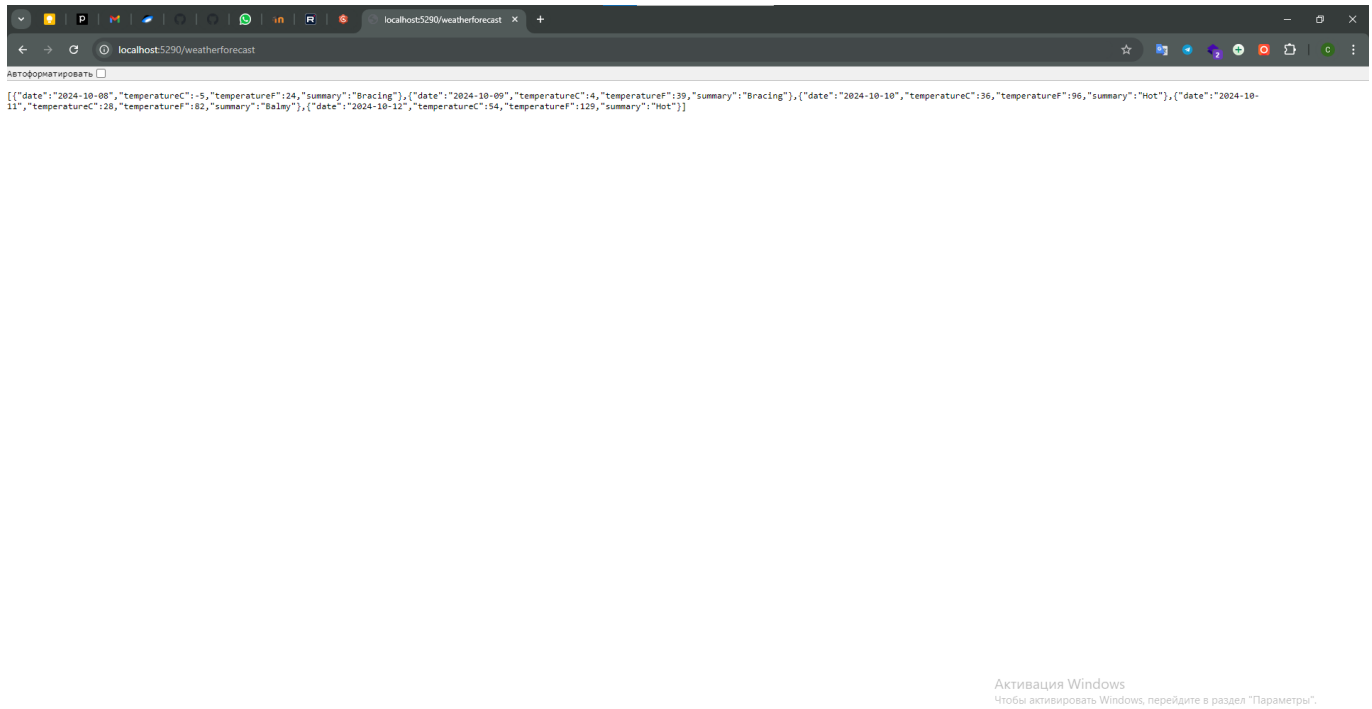 localhost:5290/weatherforecast
localhost:5290/weatherforecast
2
C
Автоформатировать
[{"date":"2024-10-08","temperatureC":-5,"temperatureF":24,"summary":"Bracing"},{"date":"2024-10-09","temperatureC":4,"temperatureF":39,"summary":"Bracing"},{"date":"2024-10-10","temperatureC":36,"temperatureF":96,"summary":"Hot"},{"date":"2024-10-
11","temperatureC":28,"temperatureF":82,"summary":"Balmy"},{"date":"2024-10-12","temperatureC":54,"temperatureF":129,"summary":"Hot"}]
Активация Windows
Чтобы активировать Windows, перейдите в раздел "Параметры".